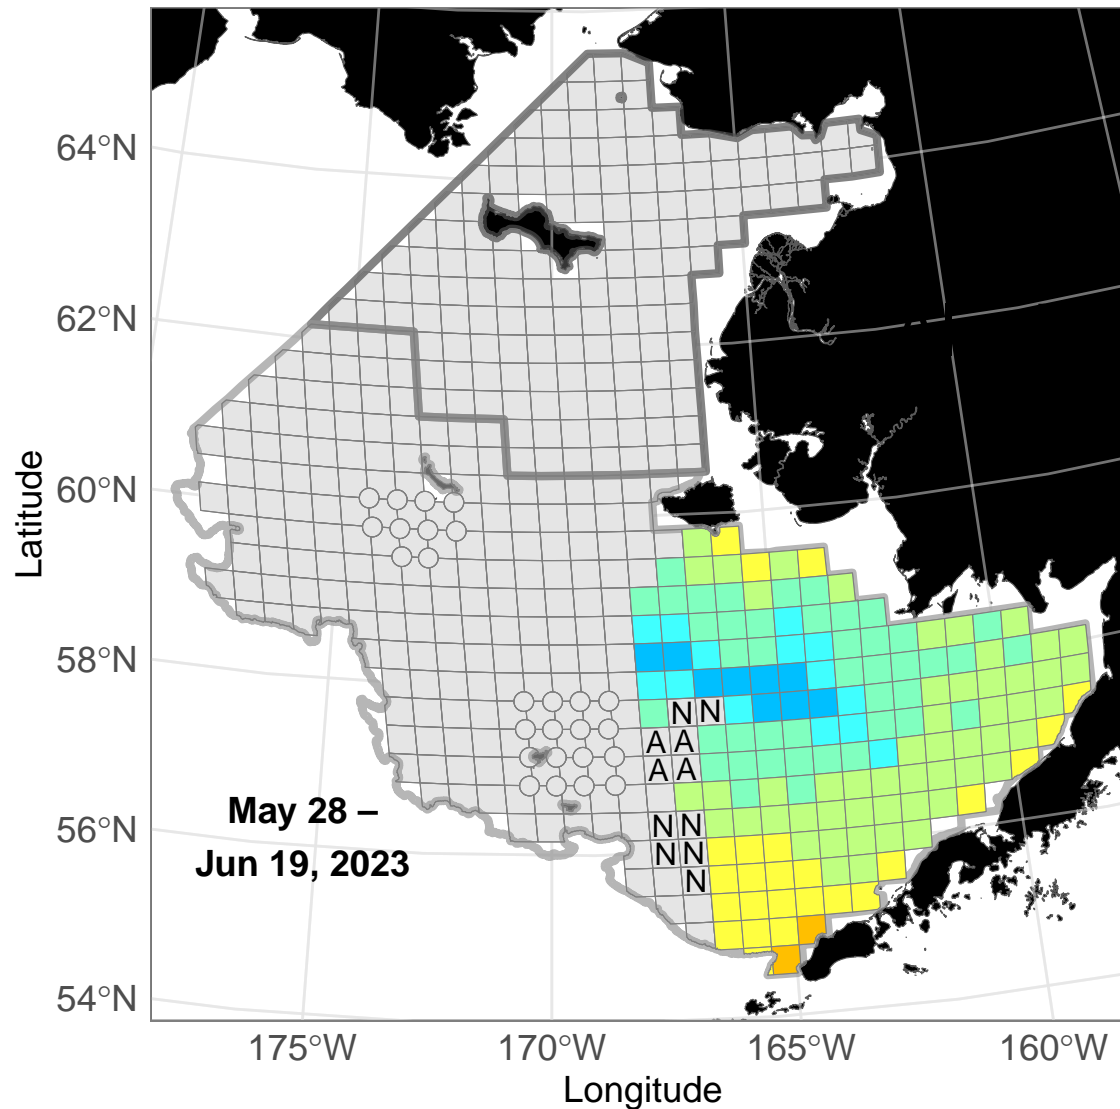 64°N
62°N
60°N
58°N
56°N
54°N
Latitude
N N
A A
A A
N N
N N
N
May 28 –
Jun 19, 2023
175°W 170°W 165°W 160°W
Longitude